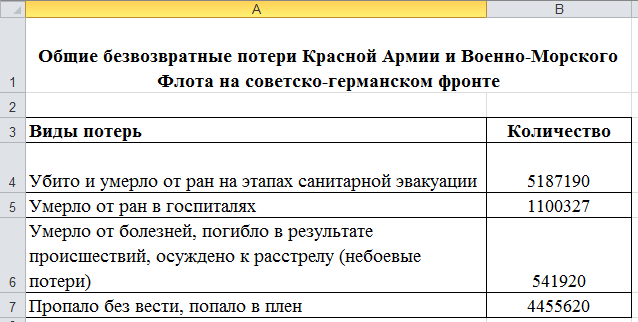 A B
1 Общие безвозвратные потери Красной Армии и Военно-Морского
Флота на советско-германском фронте
2
3 Виды потерь Количество
4 Убито и умерло от ран на этапах санитарной эвакуации 5187190
5 Умерло от ран в госпиталях 1100327
Умерло от болезней, погибло в результате
происшествий, осуждено к расстрелу (небоевые
6 потери) 541920
7 Пропало без вести, попало в плен 4455620